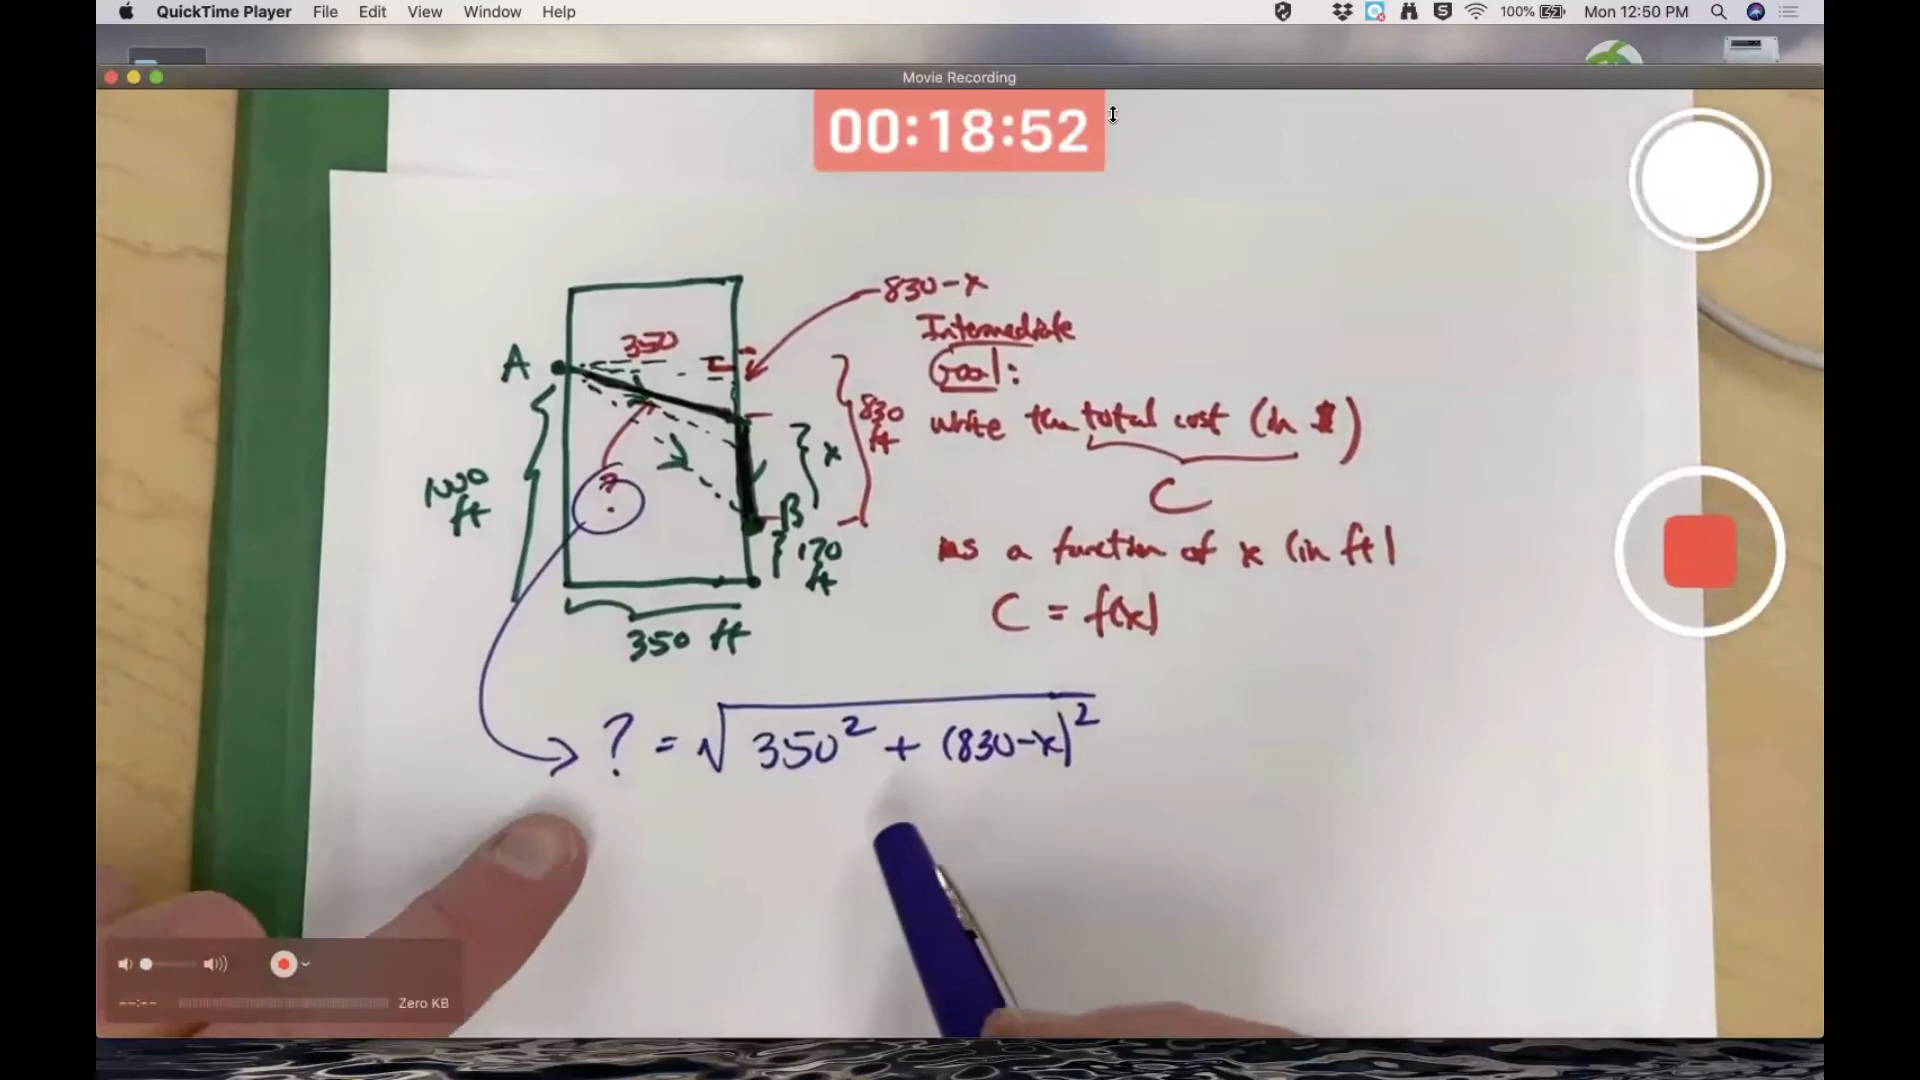 QuickTime Player File Edit View Window Help
100% Mon 12:50 PM
Movie Recording
00:18:52
830-x
Intermediate
Goal:
350
A
830
ft
write the total cost (in $)
x
C
?
B
1000
ft
170
ft
as a function of x (in ft)
C = f(x)
350 ft
? = √350² + (830-x)²
--:--
Zero KB